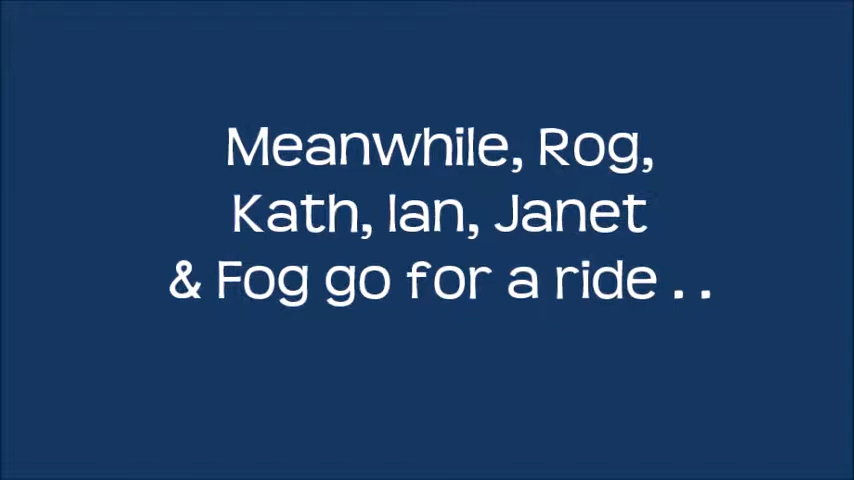 Meanwhile, Rog,
Kath, Ian, Janet
& Fog go for a ride . .